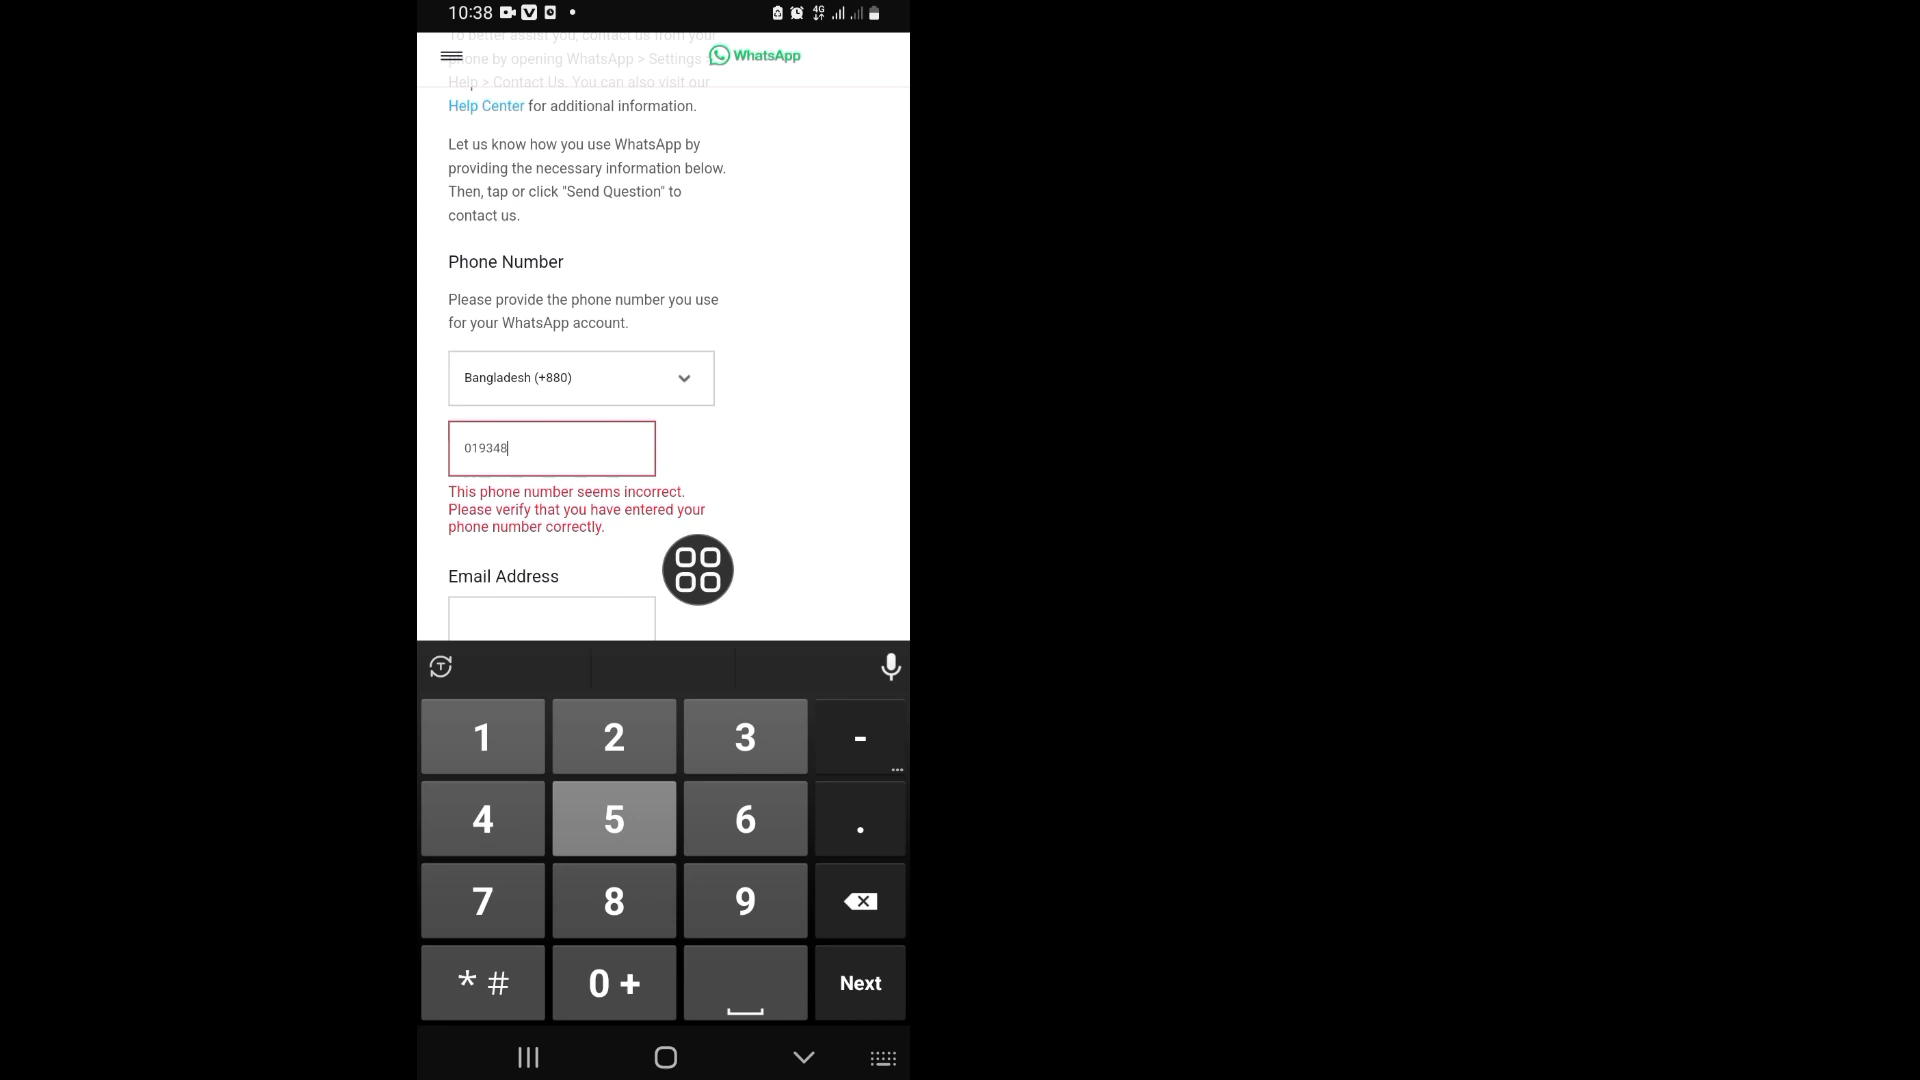 10:38
4G
To better assist you, contact us from your
WhatsApp
phone by opening WhatsApp > Settings >
Help > Contact Us. You can also visit our
Help Center for additional information.
Let us know how you use WhatsApp by
providing the necessary information below.
Then, tap or click "Send Question" to
contact us.
Phone Number
Please provide the phone number you use
for your WhatsApp account.
Bangladesh (+880)
019348
This phone number seems incorrect.
Please verify that you have entered your
phone number correctly.
Email Address
T
1 2 3 -
...
4 5 6 .
7 8 9
* # 0 + Next